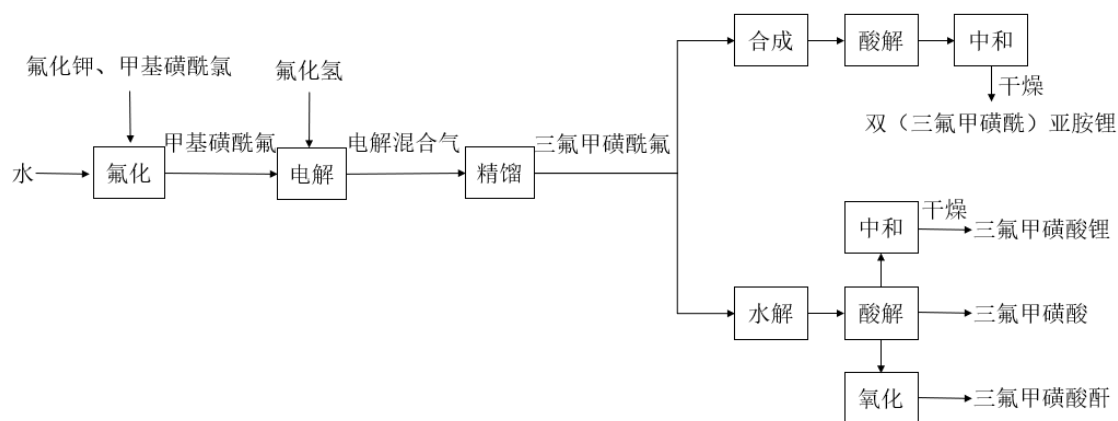 合成
酸解
中和
干燥
双（三氟甲磺酰）亚胺锂
氟化钾、甲基磺酰氯
氟化氢
水
氟化
甲基磺酰氟
电解
电解混合气
精馏
三氟甲磺酰氟
中和
干燥
三氟甲磺酸锂
水解
酸解
三氟甲磺酸
氧化
三氟甲磺酸酐